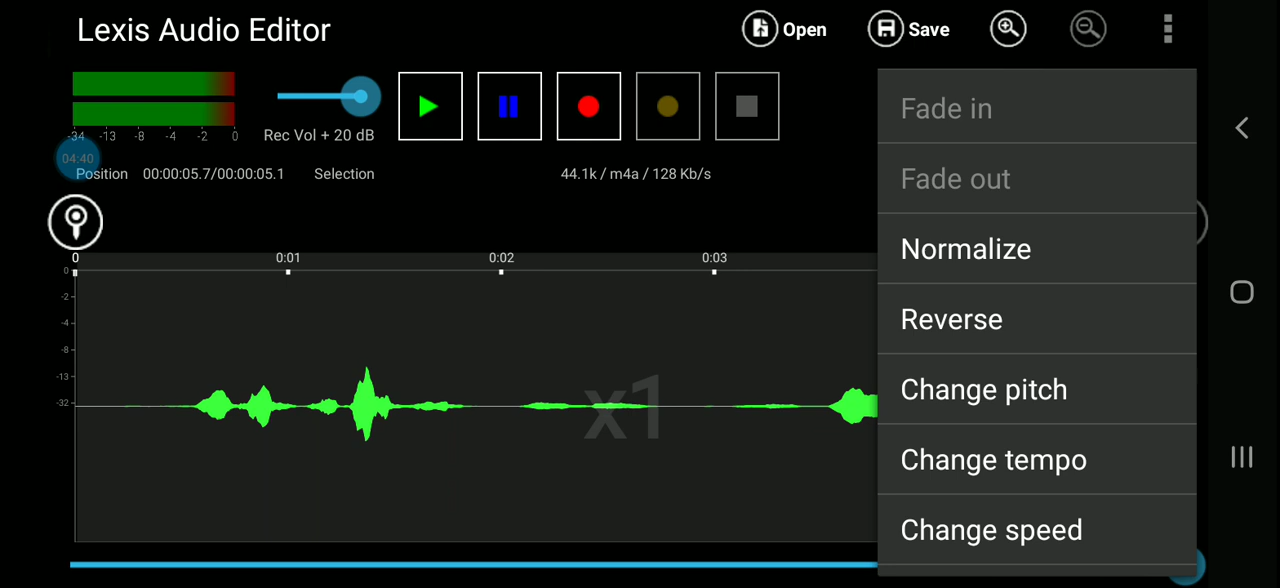 Lexis Audio Editor
Open
Save
-34 -13 -8 -4 -2 0
Rec Vol + 20 dB
04:40
Position 00:00:05.7/00:00:05.1 Selection 44.1k / m4a / 128 Kb/s
0 0:01 0:02 0:03
0
-2
-4
-8
-13
-32
x1
Fade in
Fade out
Normalize
Reverse
Change pitch
Change tempo
Change speed